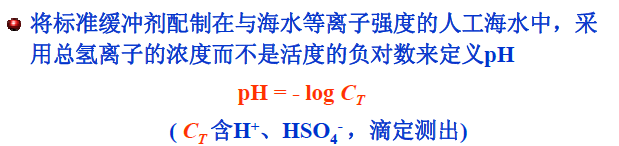 将标准缓冲剂配制在与海水等离子强度的人工海水中，采
用总氢离子的浓度而不是活度的负对数来定义pH
pH = - log C_T
( C_T 含H⁺、HSO₄⁻，滴定测出)